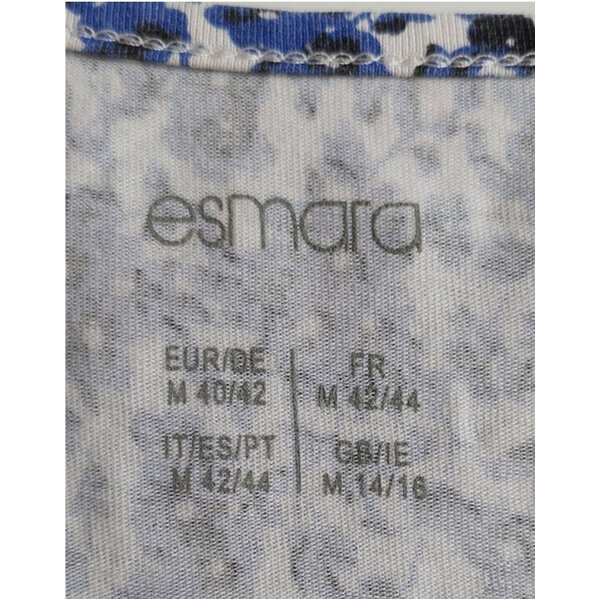 esmara
EUR/DE
M 40/42
FR
M 42/44
IT/ES/PT
M 42/44
GB/IE
M 14/16